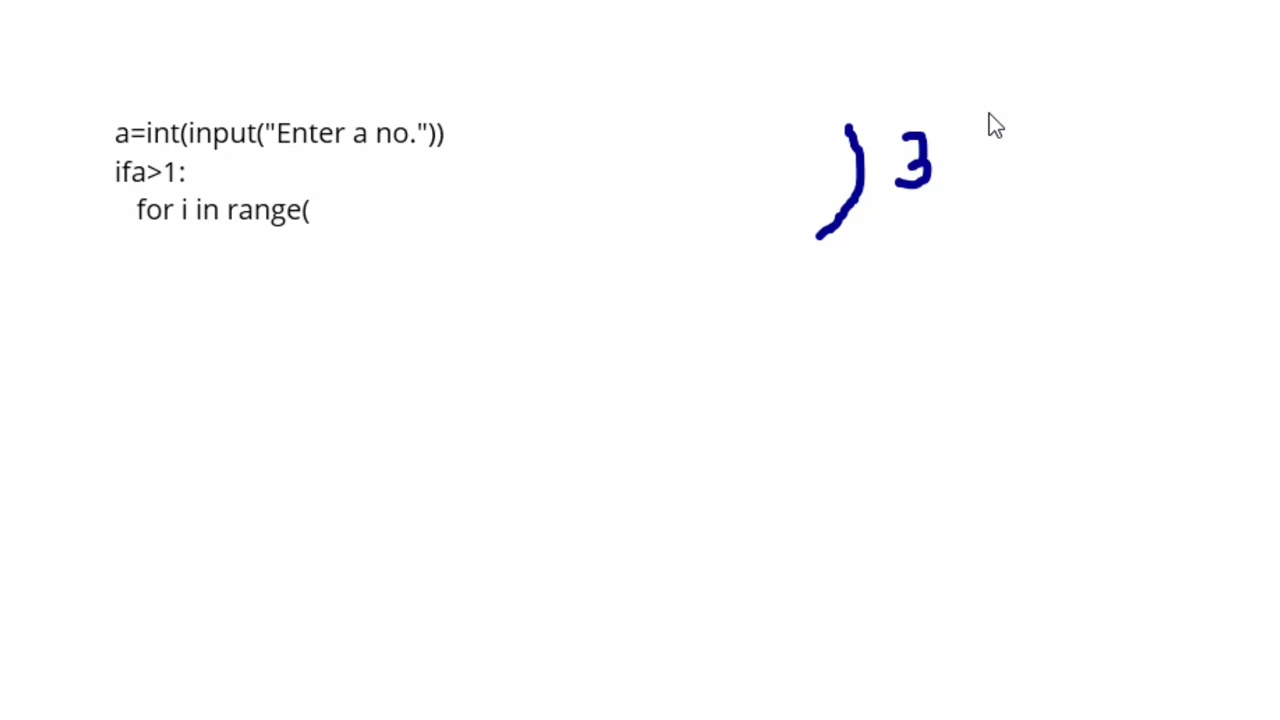 a=int(input("Enter a no."))
ifa>1:
for i in range(
) 3